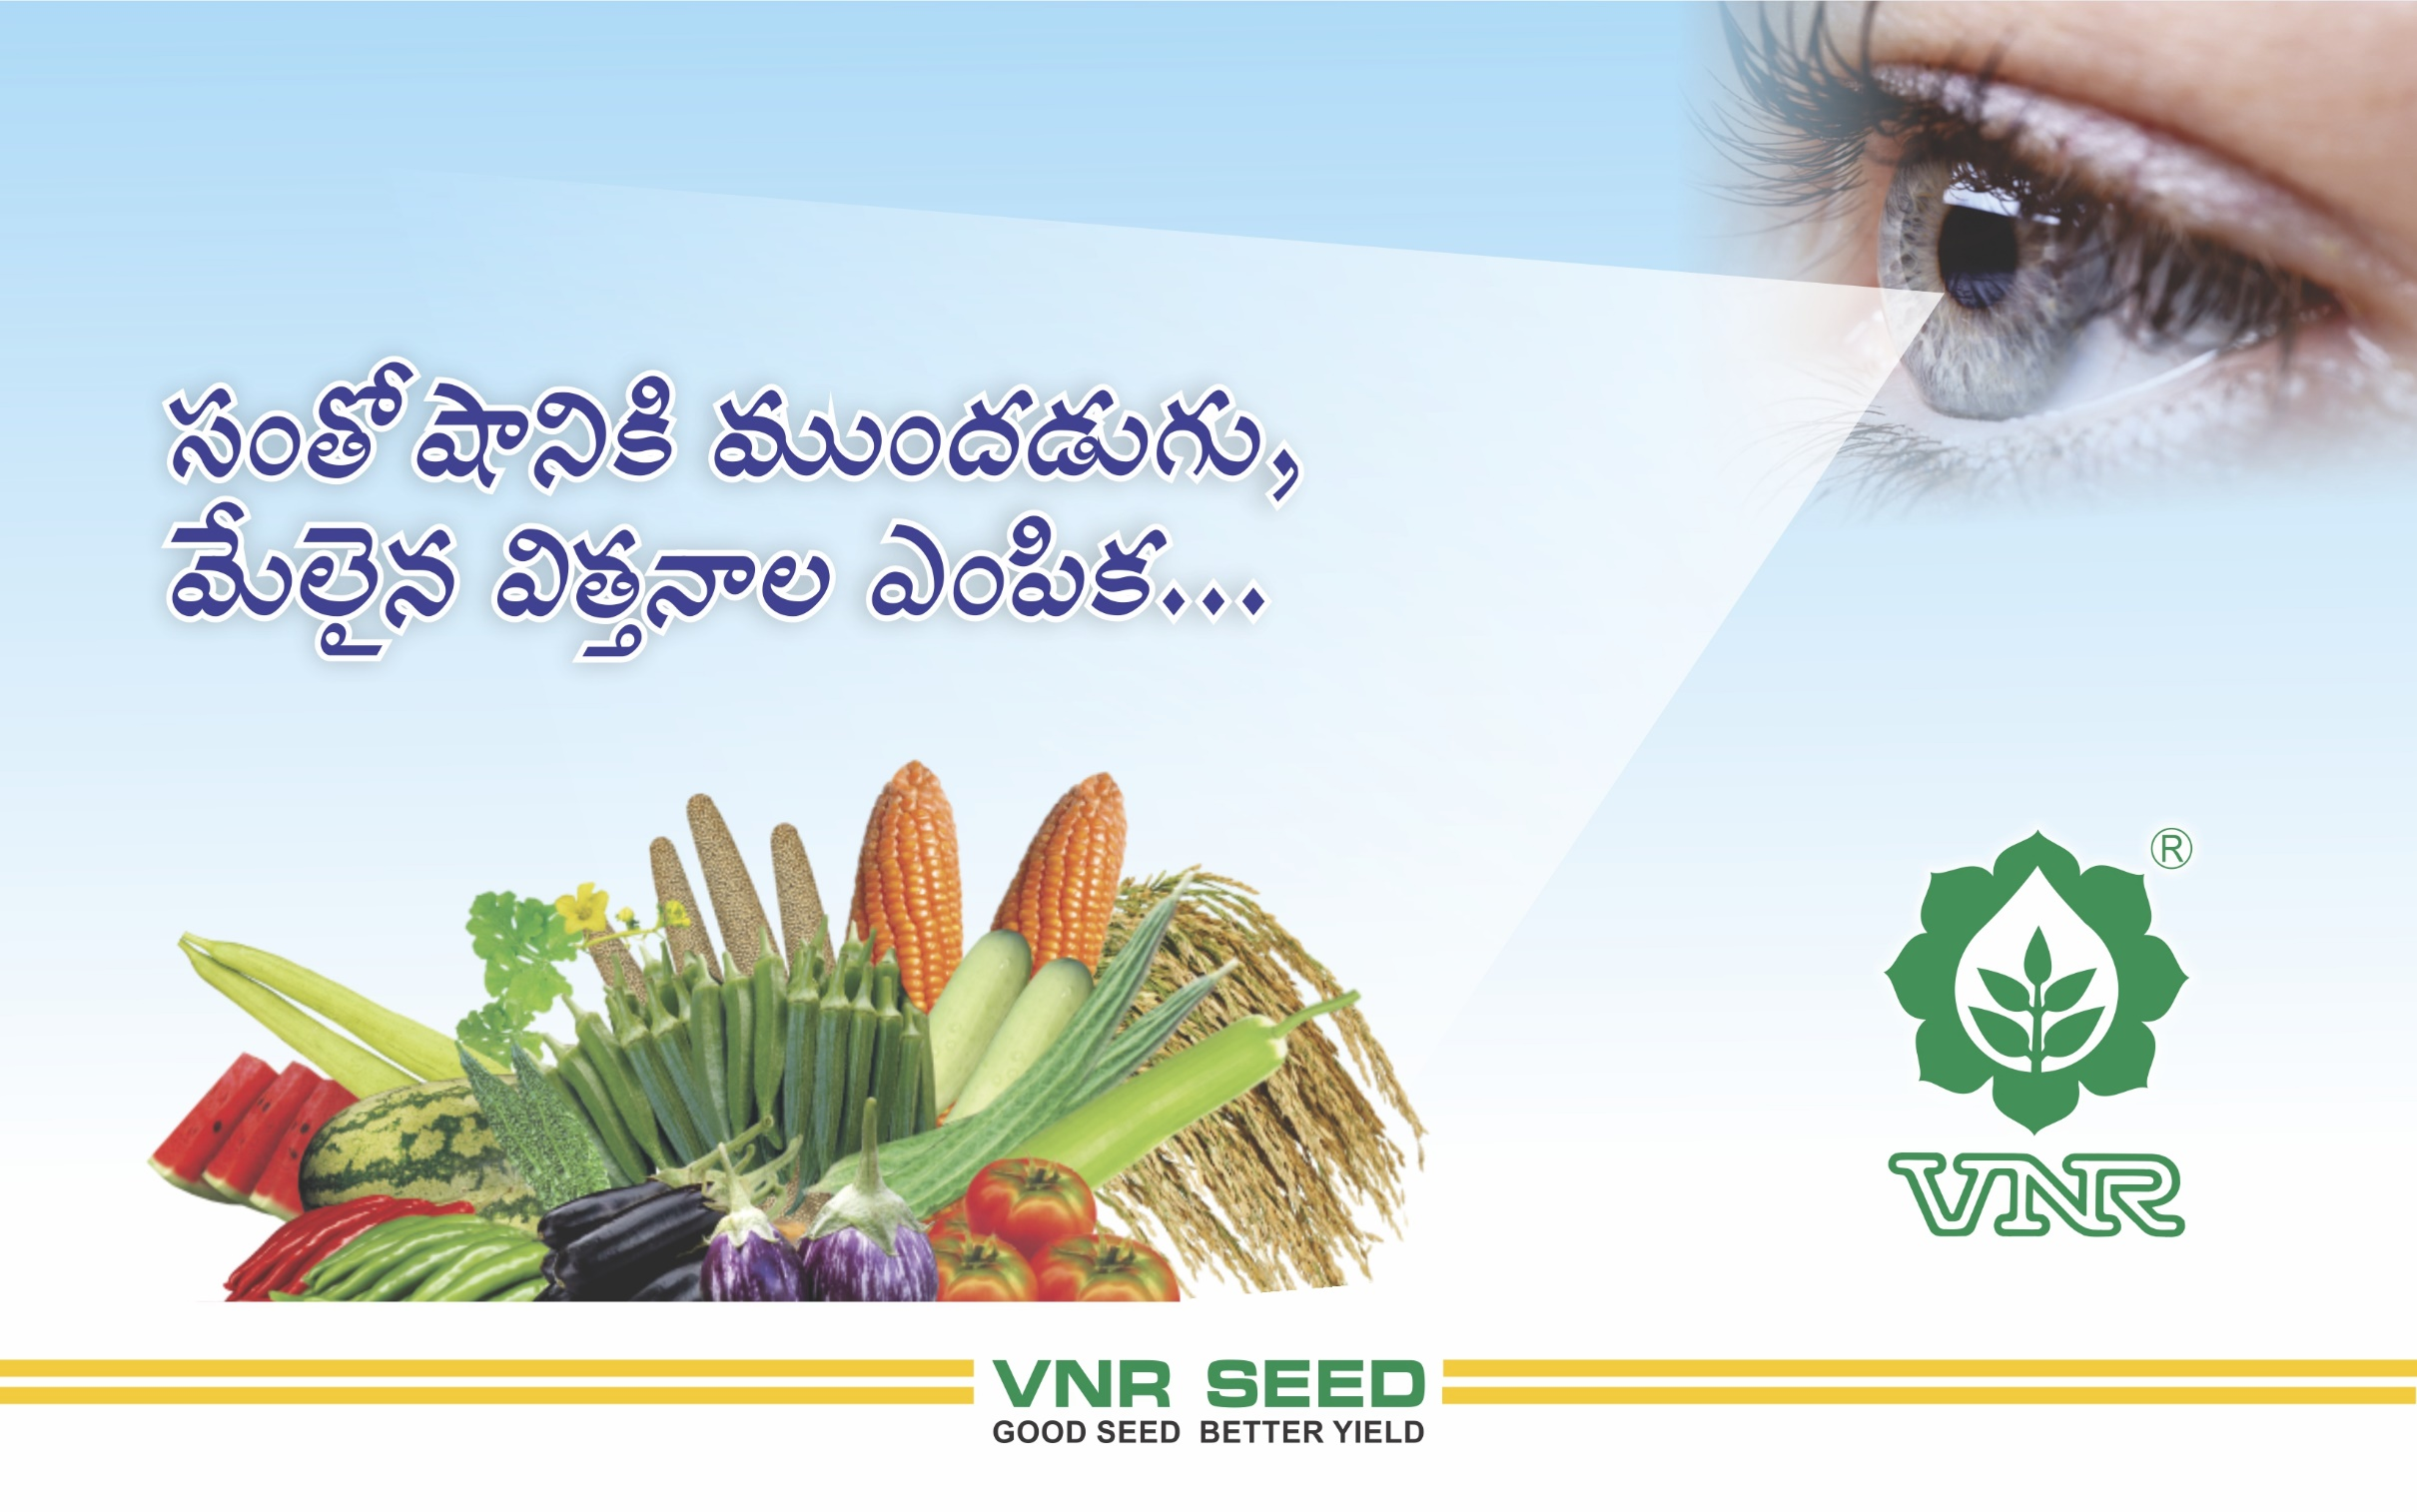 సంతోషానికి ముందడుగు,
మేలైన విత్తనాల ఎంపిక...
®
VNR
VNR SEED
GOOD SEED BETTER YIELD